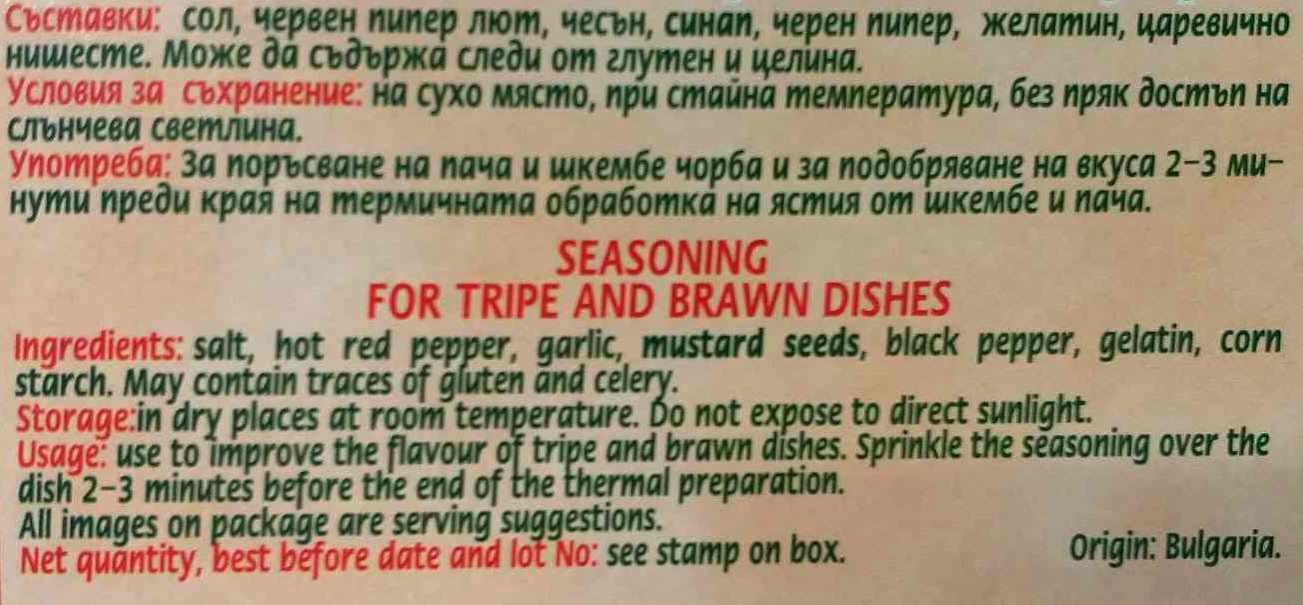 Съставки: сол, червен пипер лют, чесън, синап, черен пипер, желатин, царевично
нишесте. Може да съдържа следи от глутен и целина.
Условия за съхранение: на сухо място, при стайна температура, без пряк достъп на
слънчева светлина.
Употреба: За поръсване на пача и шкембе чорба и за подобряване на вкуса 2-3 ми-
нути преди края на термичната обработка на ястия от шкембе и пача.
SEASONING
FOR TRIPE AND BRAWN DISHES
Ingredients: salt, hot red pepper, garlic, mustard seeds, black pepper, gelatin, corn
starch. May contain traces of gluten and celery.
Storage:in dry places at room temperature. Do not expose to direct sunlight.
Usage: use to improve the flavour of tripe and brawn dishes. Sprinkle the seasoning over the
dish 2-3 minutes before the end of the thermal preparation.
All images on package are serving suggestions.
Net quantity, best before date and lot No: see stamp on box. Origin: Bulgaria.